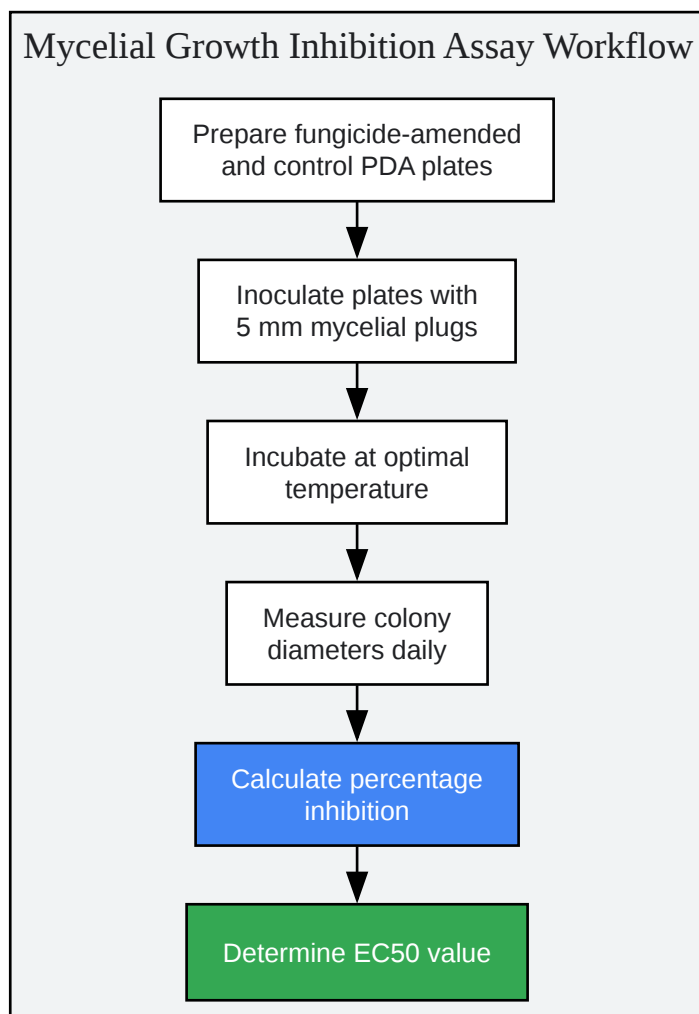 Mycelial Growth Inhibition Assay Workflow
Prepare fungicide-amended
and control PDA plates
Inoculate plates with
5 mm mycelial plugs
Incubate at optimal
temperature
Measure colony
diameters daily
Calculate percentage
inhibition
Determine EC50 value